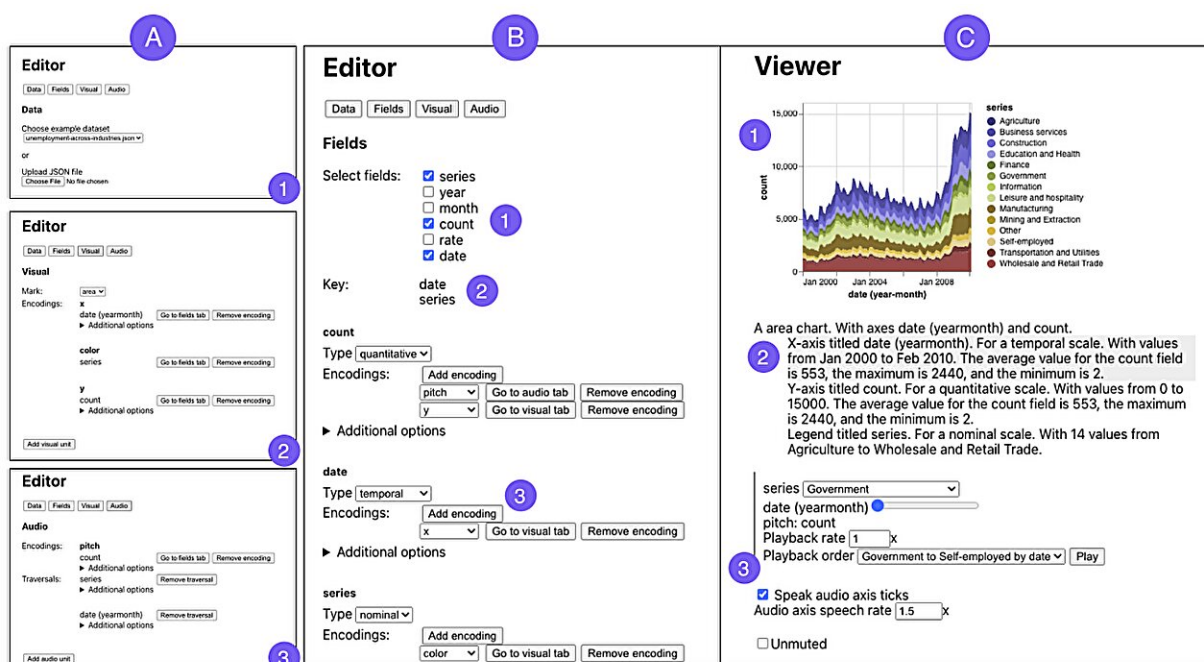 A
Editor
Data Fields Visual Audio
Data
Choose example dataset
unemployment-across-industries.json
or
Upload JSON file
Choose File No file chosen
1
Editor
Data Fields Visual Audio
Visual
Mark: area
Encodings: x
date (yearmonth) Go to fields tab Remove encoding
▶ Additional options
color
series Go to fields tab Remove encoding
y
count Go to fields tab Remove encoding
▶ Additional options
Add visual unit
2
Editor
Data Fields Visual Audio
Audio
Encodings: pitch
count Go to fields tab Remove encoding
▶ Additional options
Traversals: series Remove traversal
▶ Additional options
date (yearmonth) Remove traversal
▶ Additional options
Add audio unit
3
B
Editor
Data Fields Visual Audio
Fields
Select fields: series
year
month
count
rate
date
1
Key: date
series
2
count
Type quantitative
Encodings: Add encoding
pitch Go to audio tab Remove encoding
y Go to visual tab Remove encoding
▶ Additional options
date
Type temporal
3
Encodings: Add encoding
x Go to visual tab Remove encoding
▶ Additional options
series
Type nominal
Encodings: Add encoding
color Go to visual tab Remove encoding
C
Viewer
1
15,000
10,000
5,000
0
count
Jan 2000 Jan 2004 Jan 2008
date (year-month)
series
Agriculture
Business services
Construction
Education and Health
Finance
Government
Information
Leisure and hospitality
Manufacturing
Mining and Extraction
Other
Self-employed
Transportation and Utilities
Wholesale and Retail Trade
A area chart. With axes date (yearmonth) and count.
2
X-axis titled date (yearmonth). For a temporal scale. With values
from Jan 2000 to Feb 2010. The average value for the count field
is 553, the maximum is 2440, and the minimum is 2.
Y-axis titled count. For a quantitative scale. With values from 0 to
15000. The average value for the count field is 553, the maximum
is 2440, and the minimum is 2.
Legend titled series. For a nominal scale. With 14 values from
Agriculture to Wholesale and Retail Trade.
series Government
date (yearmonth)
pitch: count
Playback rate 1 x
Playback order Government to Self-employed by date Play
3
Speak audio axis ticks
Audio axis speech rate 1.5 x
Unmuted